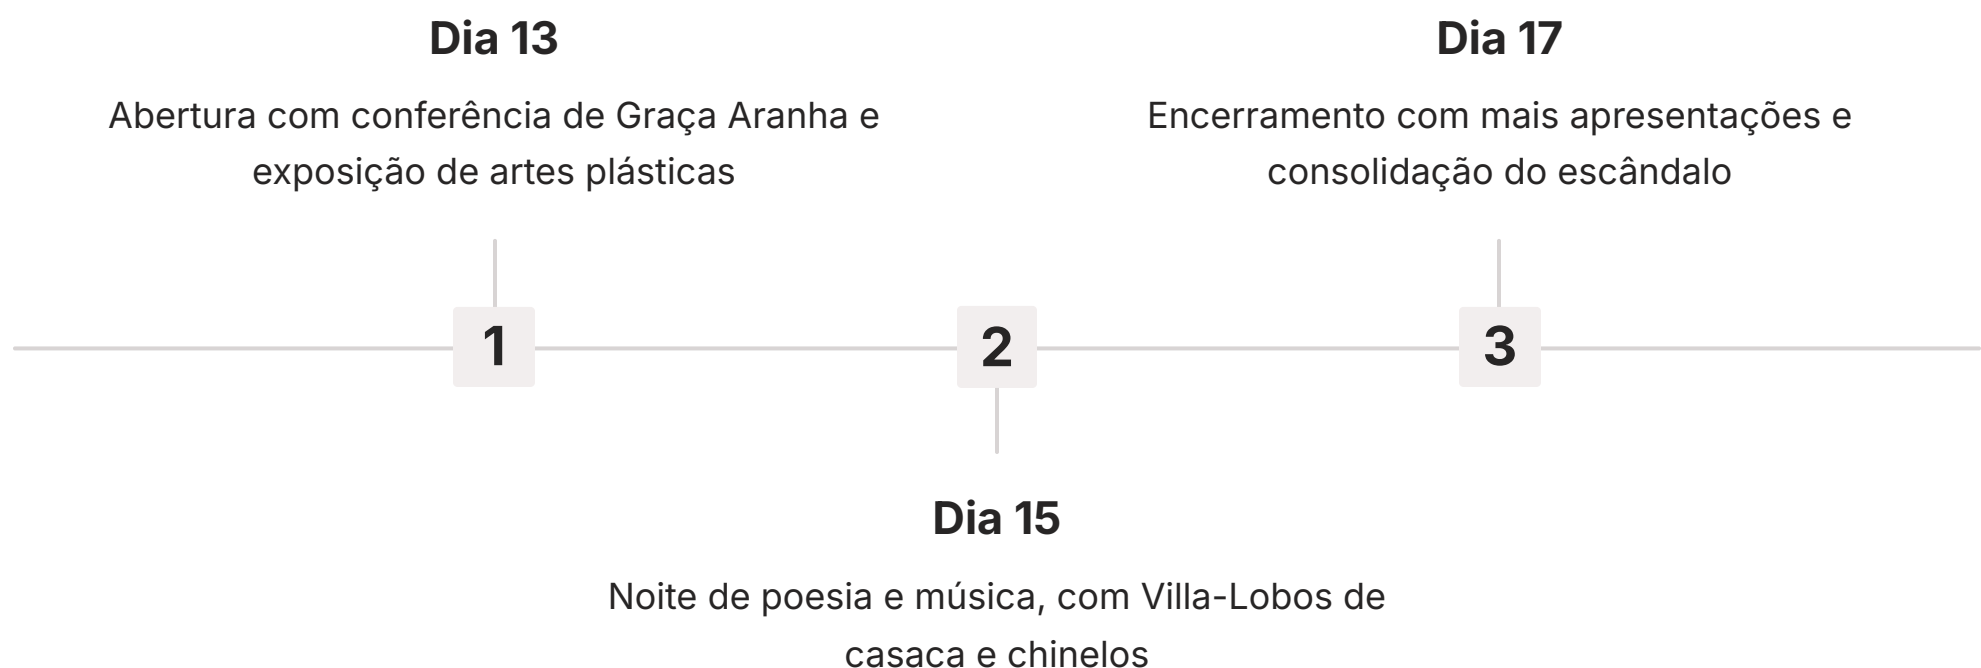 Dia 13
Abertura com conferência de Graça Aranha e
exposição de artes plásticas
Dia 17
Encerramento com mais apresentações e
consolidação do escândalo
1
2
3
Dia 15
Noite de poesia e música, com Villa-Lobos de
casaca e chinelos